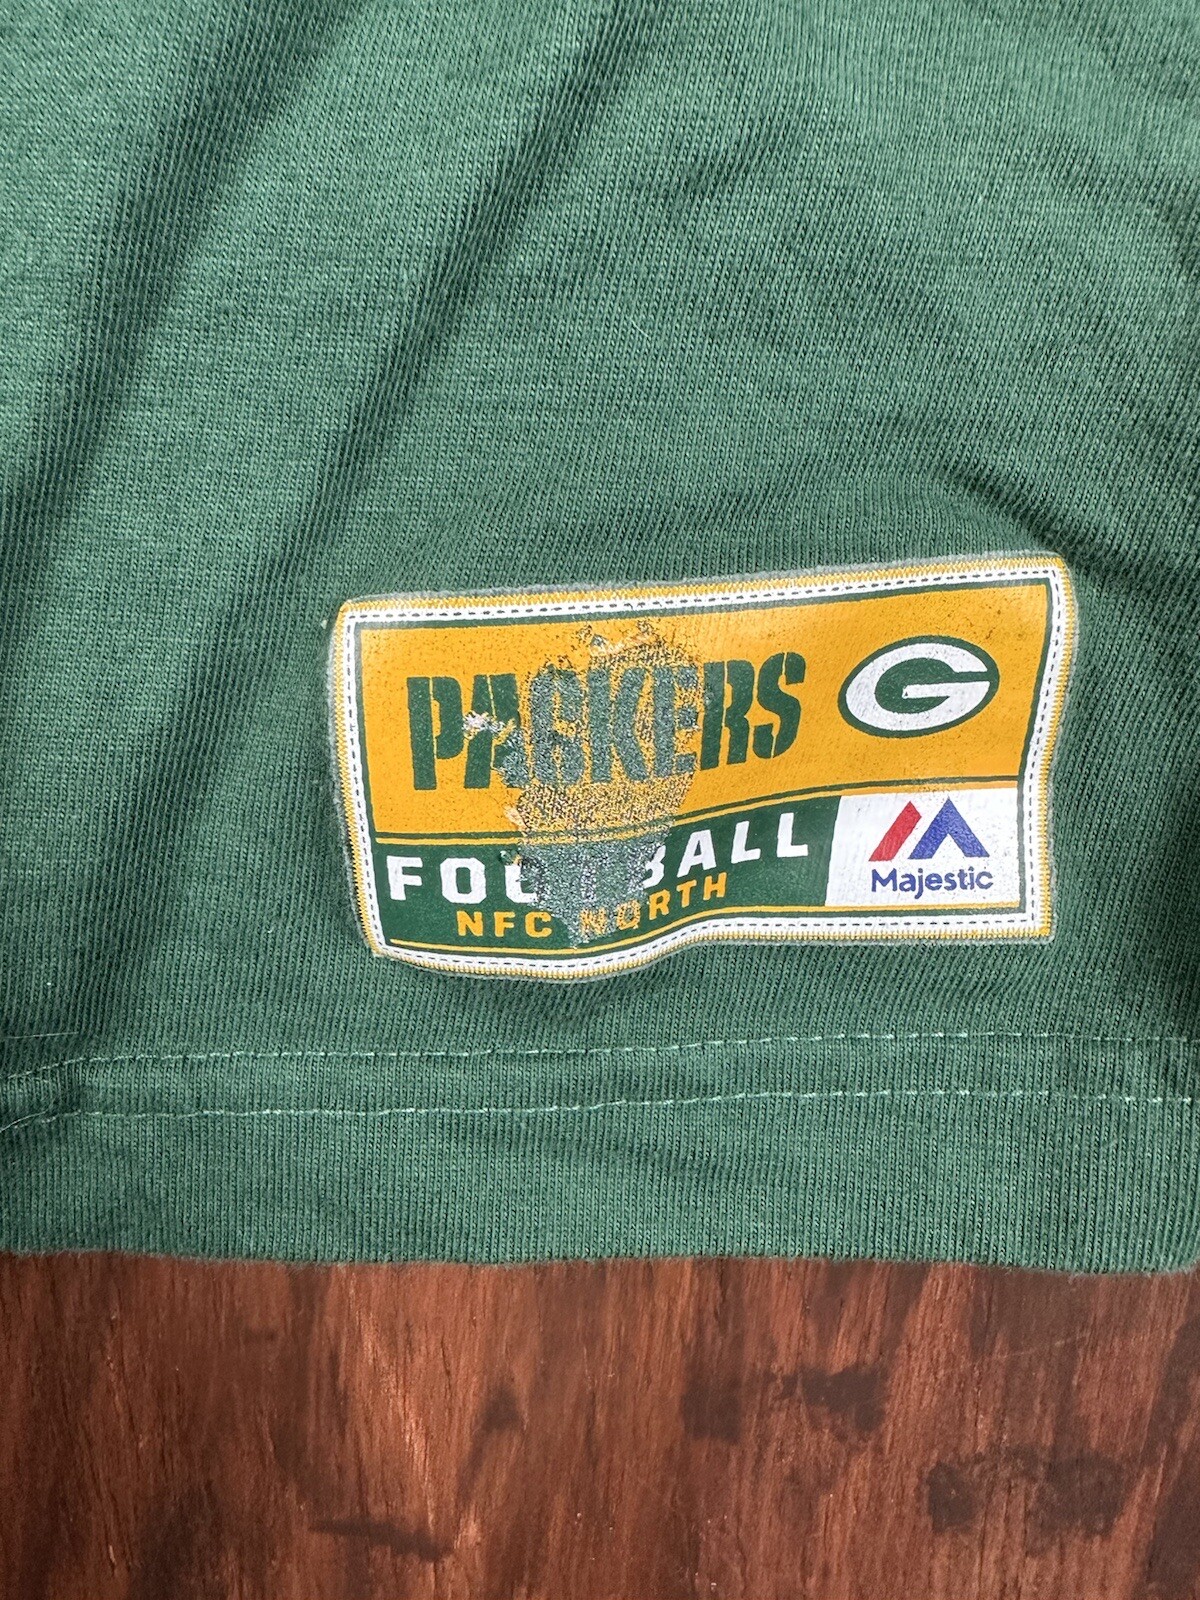 PACKERS
G
FOOTBALL
NFC NORTH
Majestic